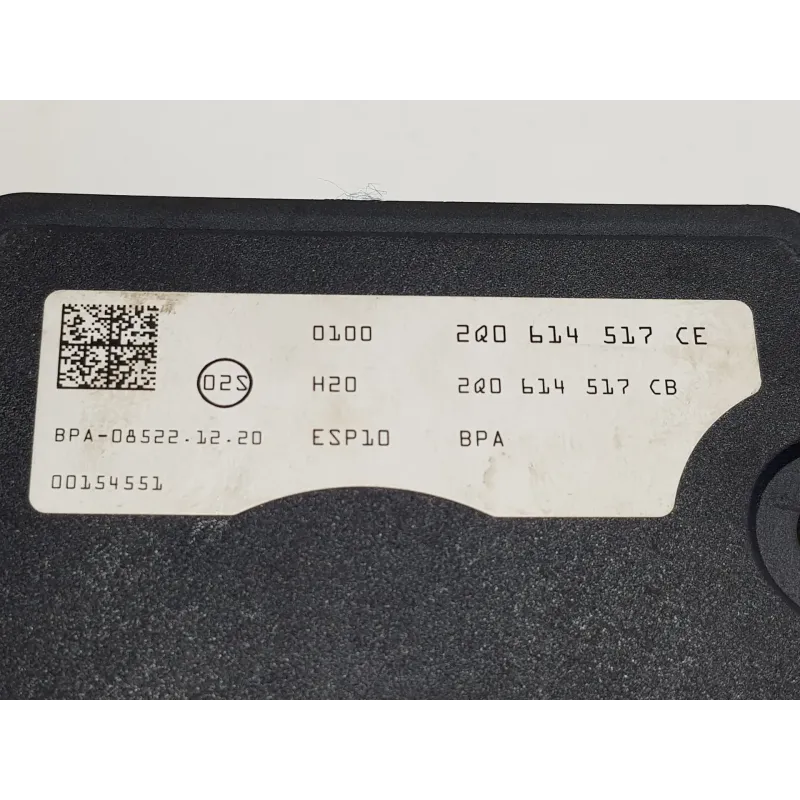 0100 2Q0 614 517 CE
02S H20 2Q0 614 517 CB
BPA-08522.12.20 ESP10 BPA
00154551